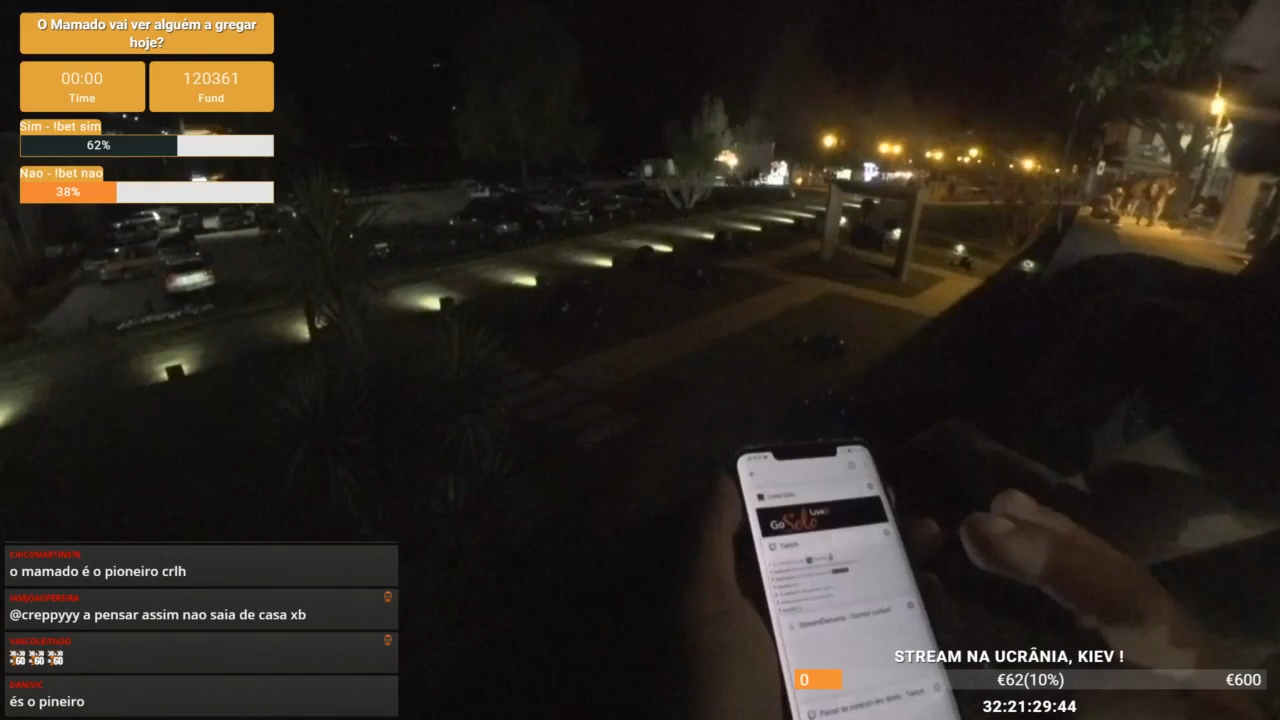 O Mamado vai ver alguém a gregar
hoje?
00:00
Time
120361
Fund
Sim - !bet sim
62%
Nao - !bet nao
38%
CHICOMARTINS76
o mamado é o pioneiro crlh
IAMJOAOPEREIRA
@creppyyy a pensar assim nao saia de casa xb
VASCOLEITAO
DANIVIC
és o pineiro
GoSolo Live
Twitch
STREAM NA UCRÂNIA, KIEV !
0
€62(10%)
€600
32:21:29:44